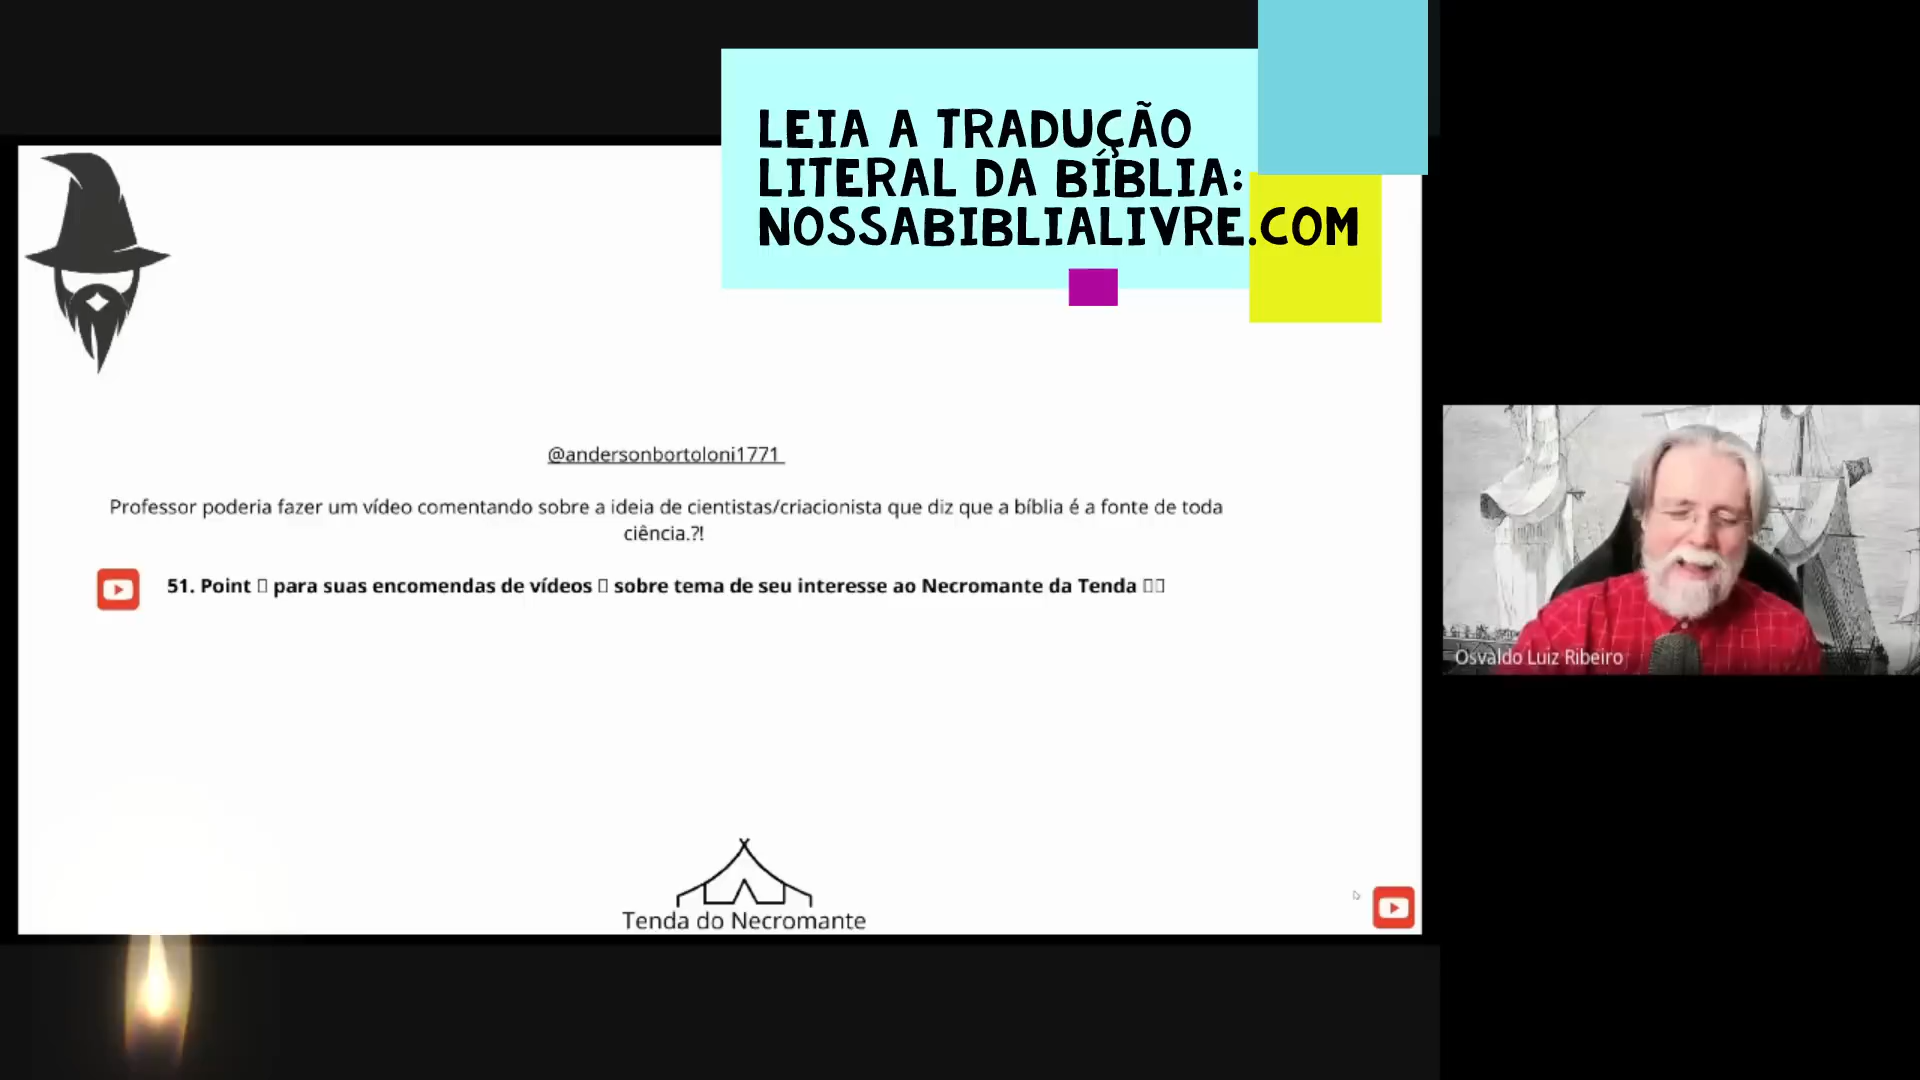 LEIA A TRADUÇÃO
LITERAL DA BÍBLIA:
NOSSABIBLIALIVRE.COM
@andersonbortoloni1771
Professor poderia fazer um vídeo comentando sobre a ideia de cientistas/criacionista que diz que a bíblia é a fonte de toda
ciência.?!
51. Point para suas encomendas de vídeos sobre tema de seu interesse ao Necromante da Tenda
Osvaldo Luiz Ribeiro
Tenda do Necromante